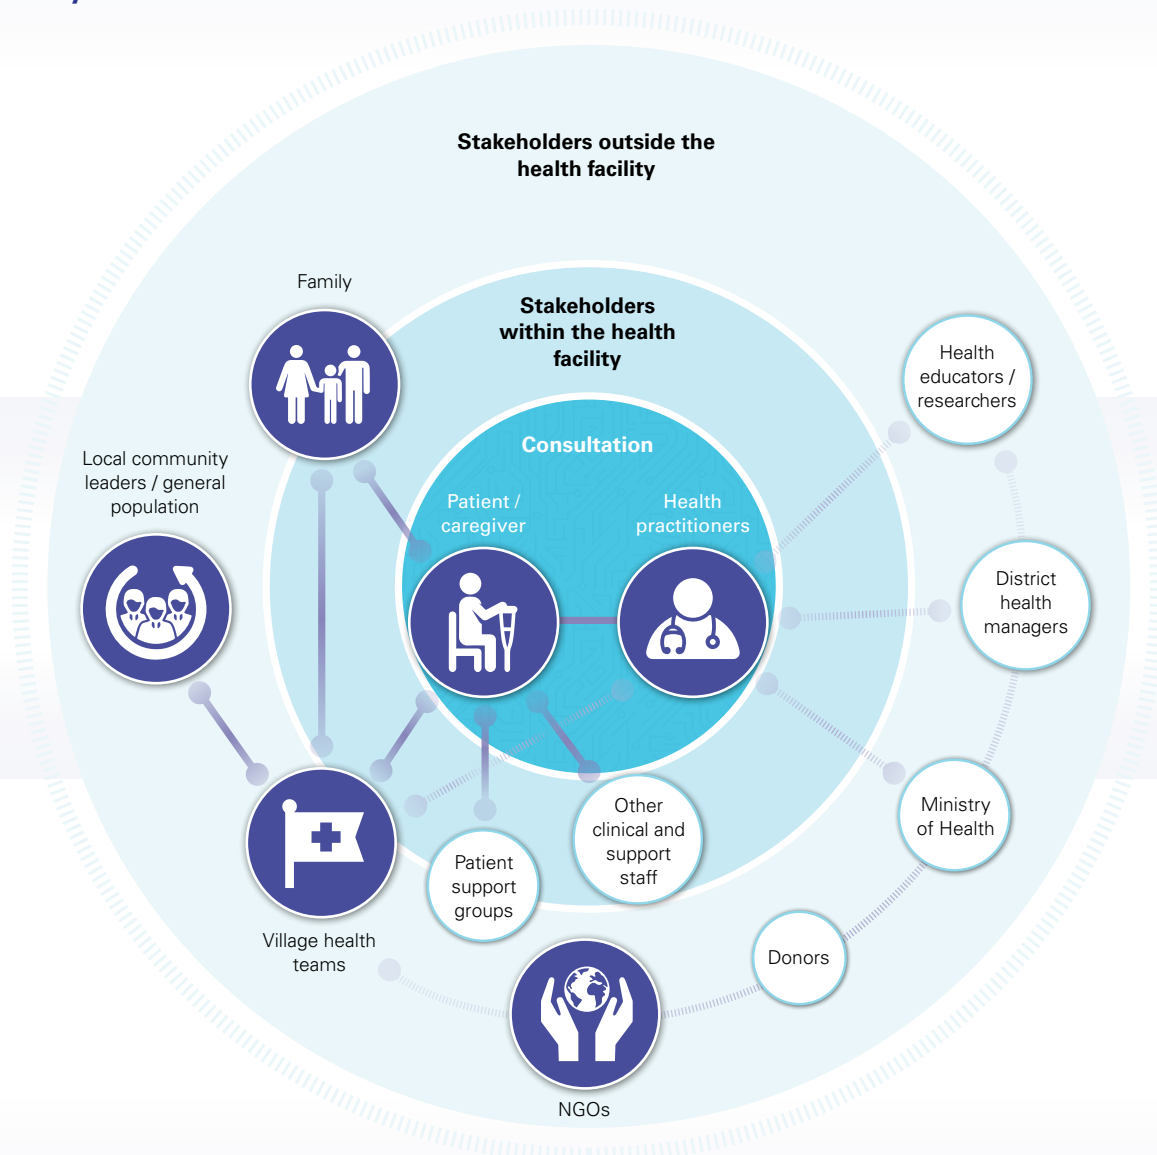 Stakeholders outside the
health facility
Family
Stakeholders
within the health
facility
Health
educators /
researchers
Consultation
Local community
leaders / general
population
Patient /
caregiver
Health
practitioners
District
health
managers
Other
clinical and
support
staff
Ministry
of Health
Patient
support
groups
Village health
teams
Donors
NGOs